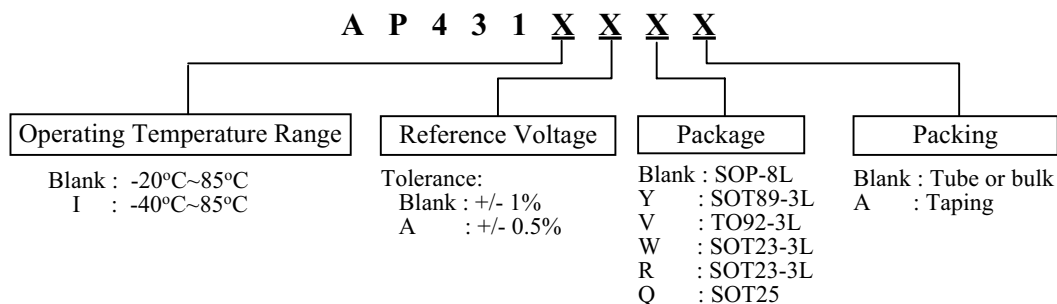 A P 4 3 1 X X X X
Operating Temperature Range
Blank : -20°C~85°C
I : -40°C~85°C
Reference Voltage
Tolerance:
Blank : +/- 1%
A : +/- 0.5%
Package
Blank : SOP-8L
Y : SOT89-3L
V : TO92-3L
W : SOT23-3L
R : SOT23-3L
Q : SOT25
Packing
Blank : Tube or bulk
A : Taping